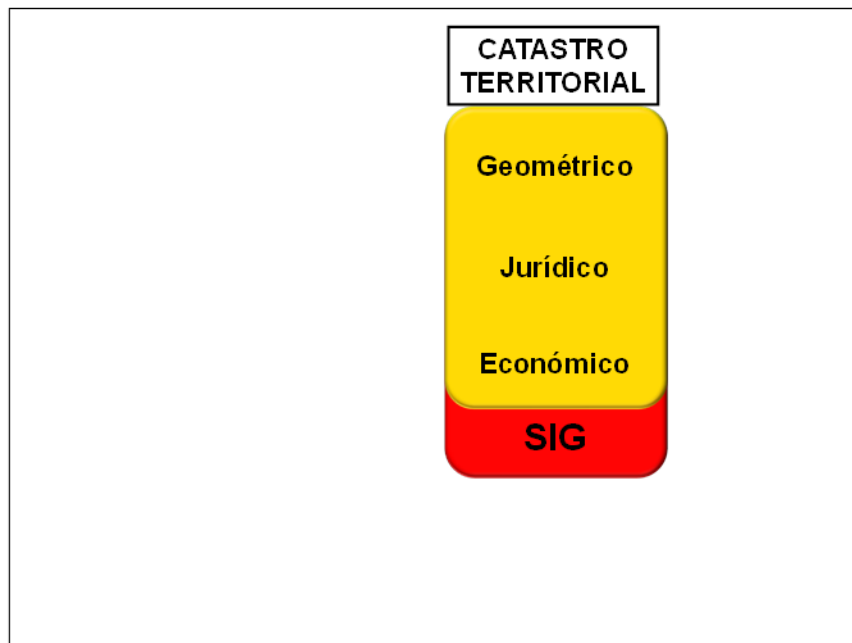 CATASTRO
TERRITORIAL
Geométrico
Jurídico
Económico
SIG